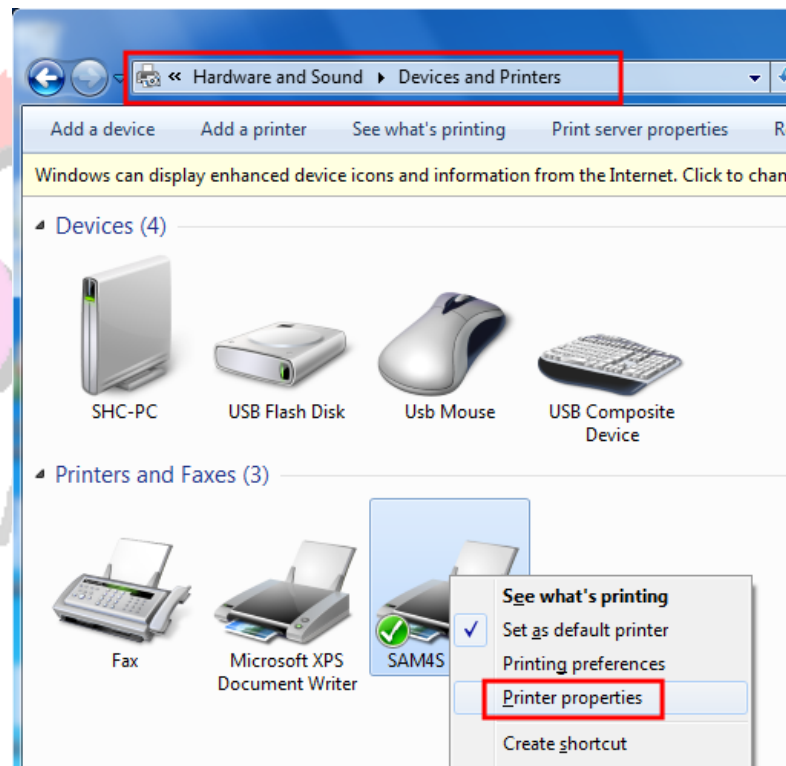 « Hardware and Sound ▸ Devices and Printers
Add a device Add a printer See what's printing Print server properties
Windows can display enhanced device icons and information from the Internet. Click to chan
Devices (4)
SHC-PC USB Flash Disk Usb Mouse USB Composite
Device
Printers and Faxes (3)
Fax Microsoft XPS SAM4S
Document Writer
See what's printing
Set as default printer
Printing preferences
Printer properties
Create shortcut